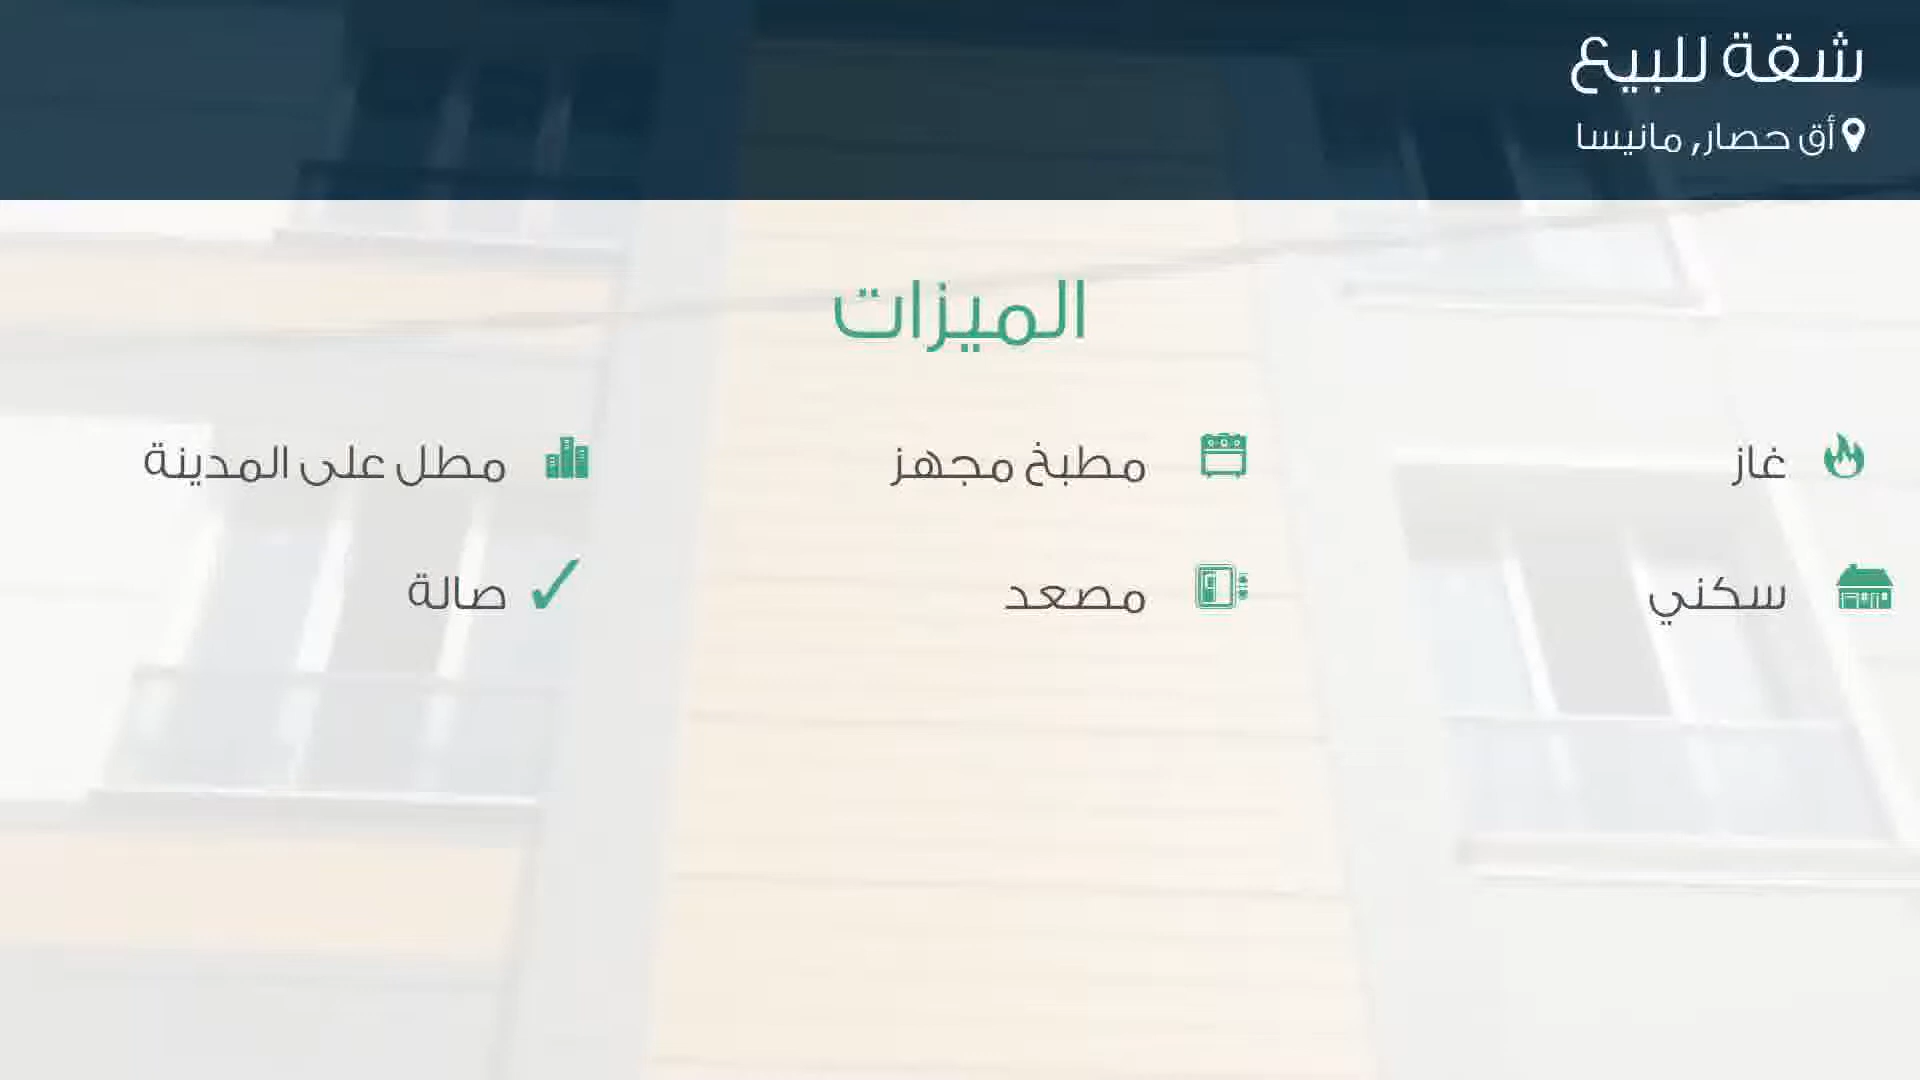 شقة للبيع
أق حصار, مانيسا
الميزات
غاز
مطبخ مجهز
مطل على المدينة
سكني
مصعد
صالة